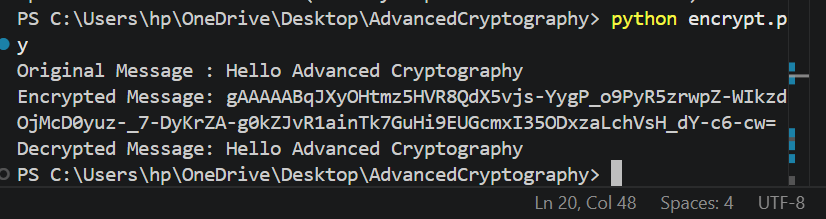 PS C:\Users\hp\OneDrive\Desktop\AdvancedCryptography> python encrypt.p
y
Original Message : Hello Advanced Cryptography
Encrypted Message: gAAAAABqJXyOHtmz5HVR8QdX5vjs-YygP_o9PyR5zrwpZ-WIkzd
OjMcD0yuz-_7-DyKrZA-g0kZJvR1ainTk7GuHi9EUGcmxI35ODxzaLchVsH_dY-c6-cw=
Decrypted Message: Hello Advanced Cryptography
PS C:\Users\hp\OneDrive\Desktop\AdvancedCryptography>
Ln 20, Col 48 Spaces: 4 UTF-8